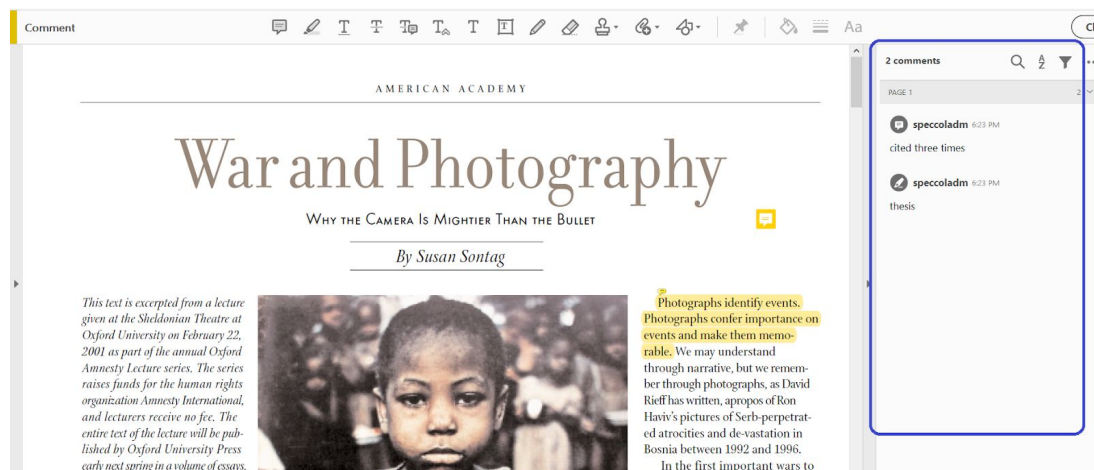 Comment
T T T T T T Aa
2 comments
A
Z
PAGE 1
2
speccoladm 6:23 PM
cited three times
speccoladm 6:23 PM
thesis
AMERICAN ACADEMY
War and Photography
WHY THE CAMERA IS MIGHTIER THAN THE BULLET
By Susan Sontag
This text is excerpted from a lecture
given at the Sheldonian Theatre at
Oxford University on February 22,
2001 as part of the annual Oxford
Amnesty Lecture series. The series
raises funds for the human rights
organization Amnesty International,
and lecturers receive no fee. The
entire text of the lecture will be pub-
lished by Oxford University Press
early next spring in a volume of essays.
Photographs identify events.
Photographs confer importance on
events and make them memo-
rable. We may understand
through narrative, but we remem-
ber through photographs, as David
Rieff has written, apropos of Ron
Haviv's pictures of Serb-perpetrat-
ed atrocities and de-vastation in
Bosnia between 1992 and 1996.
In the first important wars to